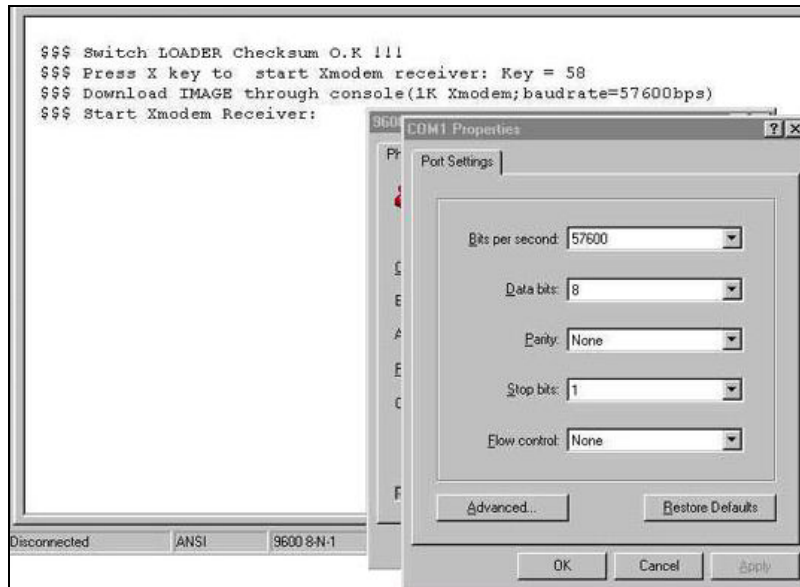 $$$ Switch LOADER Checksum O.K !!!
$$$ Press X key to  start Xmodem receiver: Key = 58
$$$ Download IMAGE through console(1K Xmodem;baudrate=57600bps)
$$$ Start Xmodem Receiver:
COM1 Properties
Port Settings
Bits per second: 57600
Data bits: 8
Parity: None
Stop bits: 1
Flow control: None
Advanced...
Restore Defaults
Disconnected
ANSI
9600 8-N-1
OK
Cancel
Apply